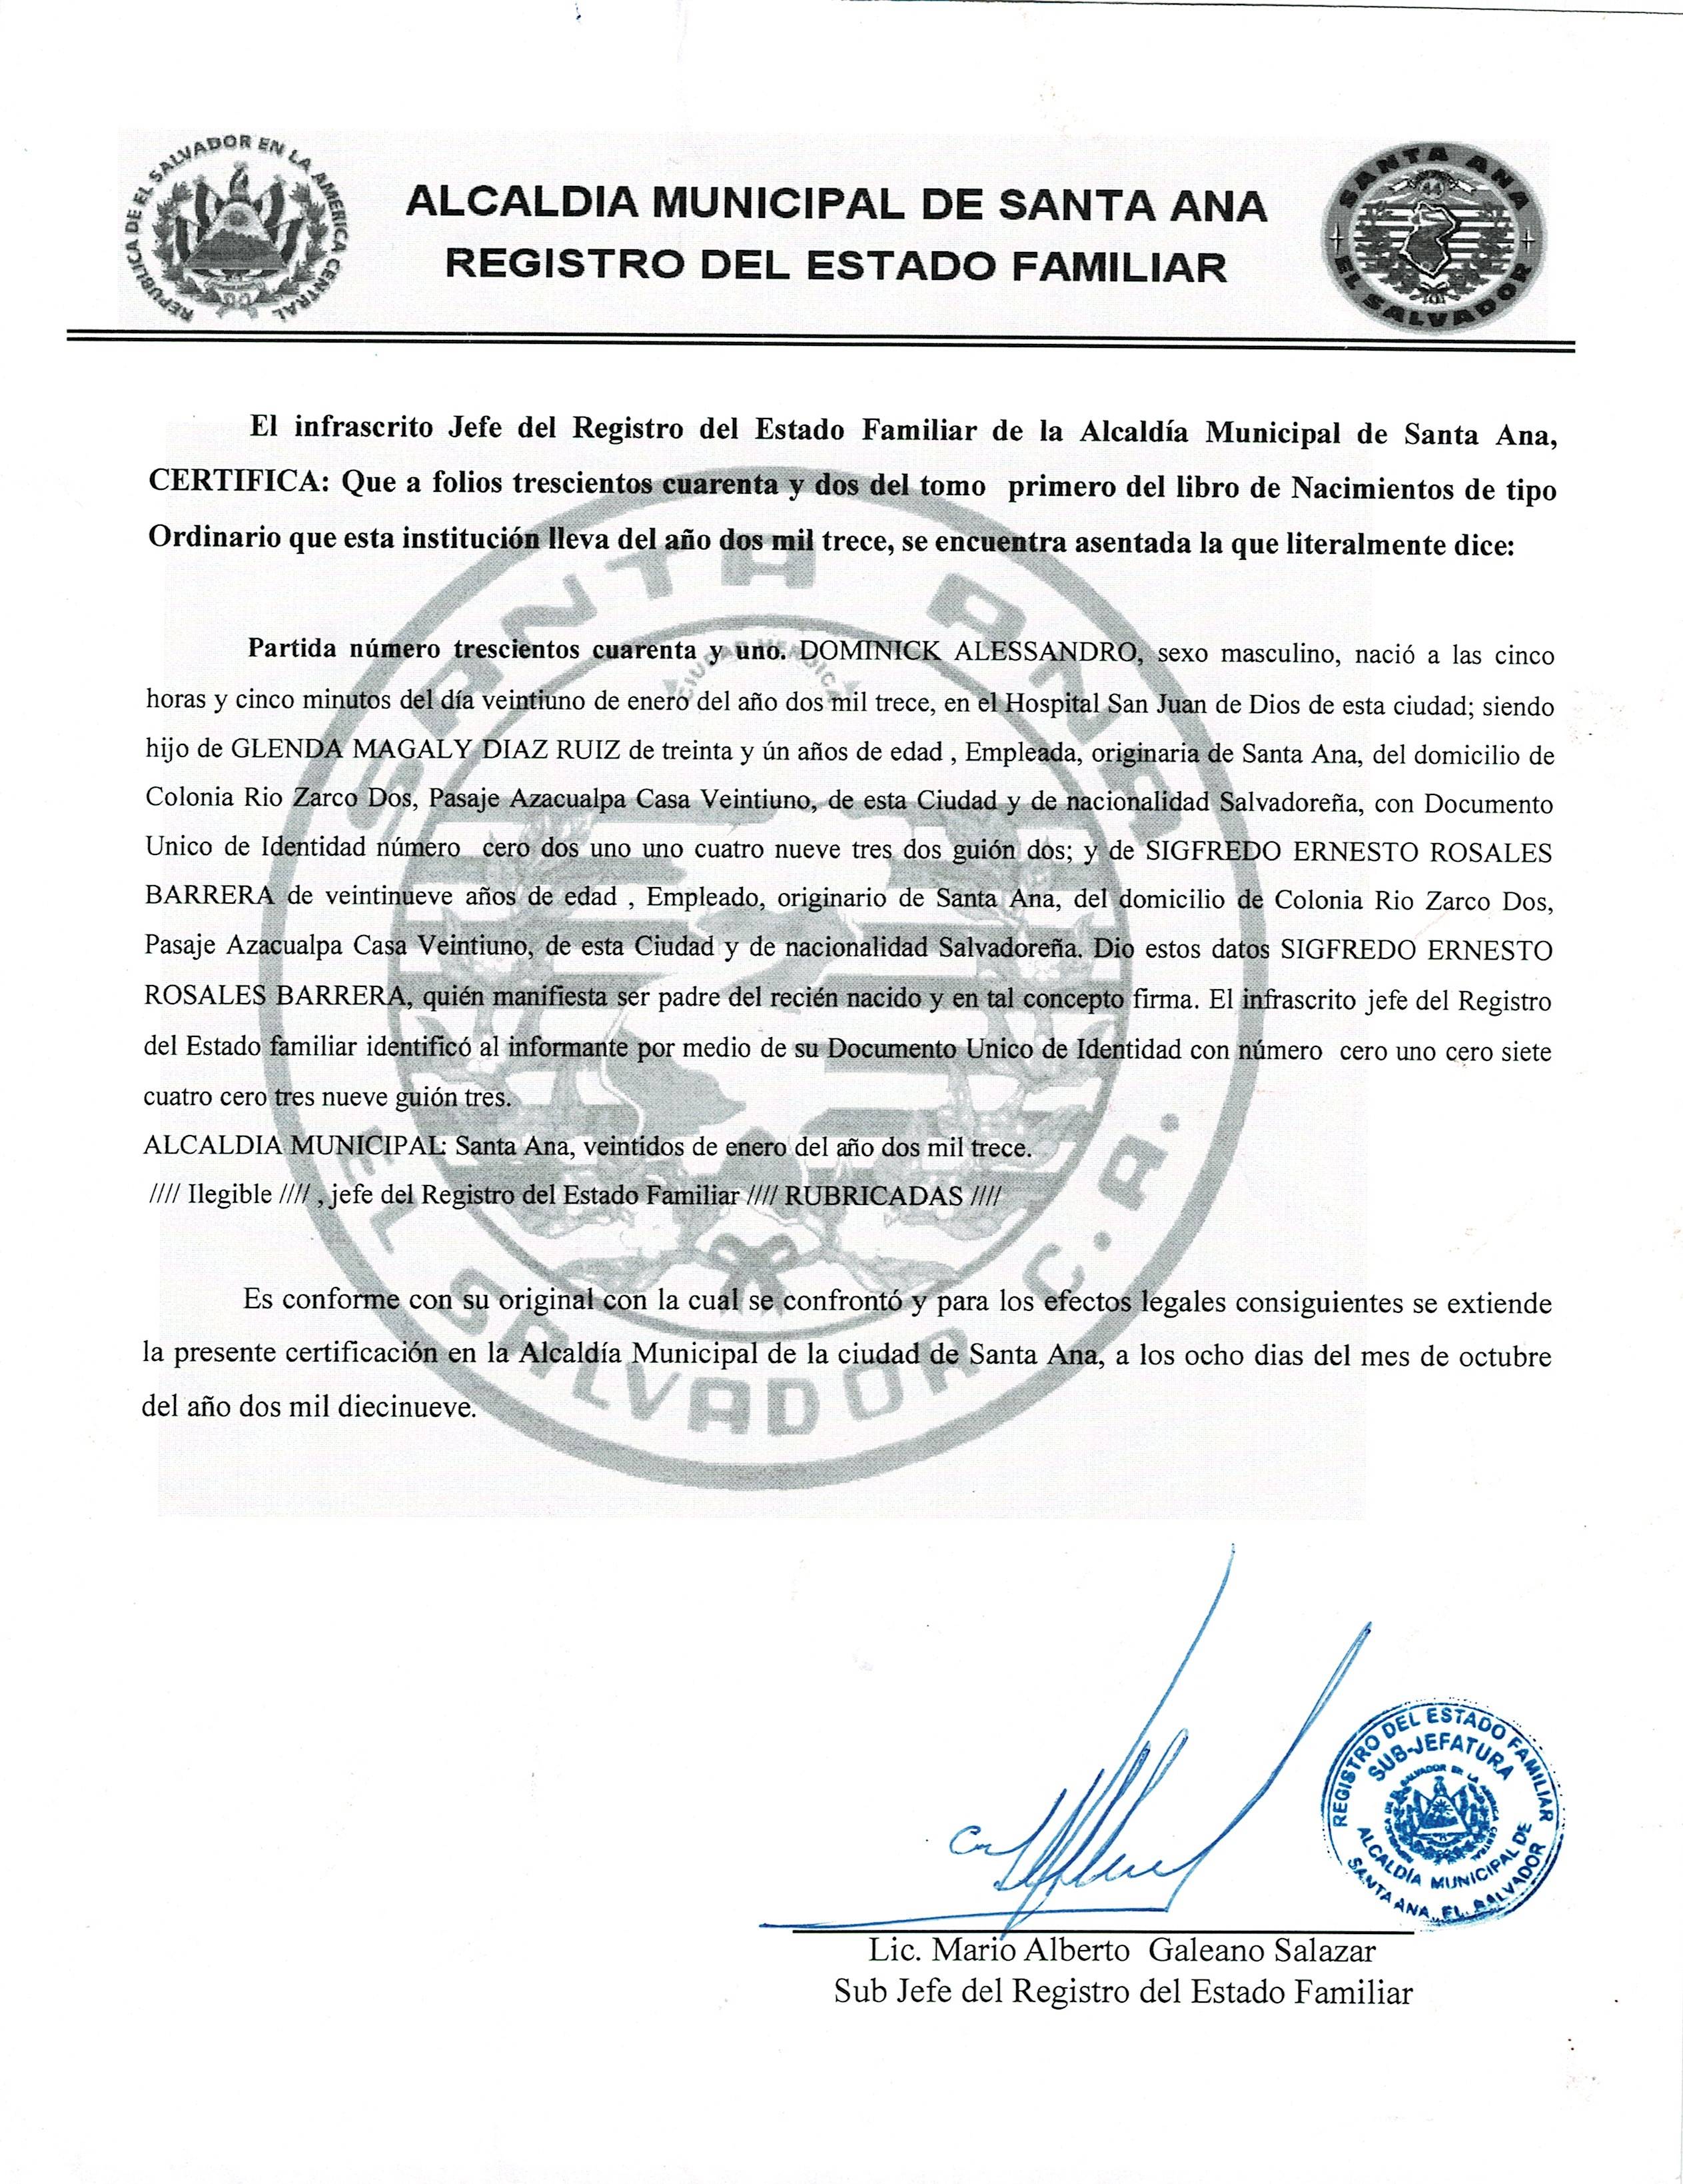 REPUBLICA DE EL SALVADOR EN LA AMERICA CENTRAL
SANTA ANA
44
EL SALVADOR
ALCALDIA MUNICIPAL DE SANTA ANA
REGISTRO DEL ESTADO FAMILIAR
El infrascrito Jefe del Registro del Estado Familiar de la Alcaldía Municipal de Santa Ana,
CERTIFICA: Que a folios trescientos cuarenta y dos del tomo primero del libro de Nacimientos de tipo
Ordinario que esta institución lleva del año dos mil trece, se encuentra asentada la que literalmente dice:
Partida número trescientos cuarenta y uno. DOMINICK ALESSANDRO, sexo masculino, nació a las cinco
horas y cinco minutos del día veintiuno de enero del año dos mil trece, en el Hospital San Juan de Dios de esta ciudad; siendo
hijo de GLENDA MAGALY DIAZ RUIZ de treinta y ún años de edad , Empleada, originaria de Santa Ana, del domicilio de
Colonia Rio Zarco Dos, Pasaje Azacualpa Casa Veintiuno, de esta Ciudad y de nacionalidad Salvadoreña, con Documento
Unico de Identidad número cero dos uno uno cuatro nueve tres dos guión dos; y de SIGFREDO ERNESTO ROSALES
BARRERA de veintinueve años de edad , Empleado, originario de Santa Ana, del domicilio de Colonia Rio Zarco Dos,
Pasaje Azacualpa Casa Veintiuno, de esta Ciudad y de nacionalidad Salvadoreña. Dio estos datos SIGFREDO ERNESTO
ROSALES BARRERA, quién manifiesta ser padre del recién nacido y en tal concepto firma. El infrascrito jefe del Registro
del Estado familiar identificó al informante por medio de su Documento Unico de Identidad con número cero uno cero siete
cuatro cero tres nueve guión tres.
ALCALDIA MUNICIPAL: Santa Ana, veintidos de enero del año dos mil trece.
//// Ilegible //// , jefe del Registro del Estado Familiar //// RUBRICADAS ////
Es conforme con su original con la cual se confrontó y para los efectos legales consiguientes se extiende
la presente certificación en la Alcaldía Municipal de la ciudad de Santa Ana, a los ocho dias del mes de octubre
del año dos mil diecinueve.
SANTA ANA
CIUDAD HEROICA
EL SALVADOR C.A.
REGISTRO DEL ESTADO FAMILIAR
SUB-JEFATURA
ALCALDÍA MUNICIPAL DE
SANTA ANA, EL SALVADOR
Lic. Mario Alberto Galeano Salazar
Sub Jefe del Registro del Estado Familiar